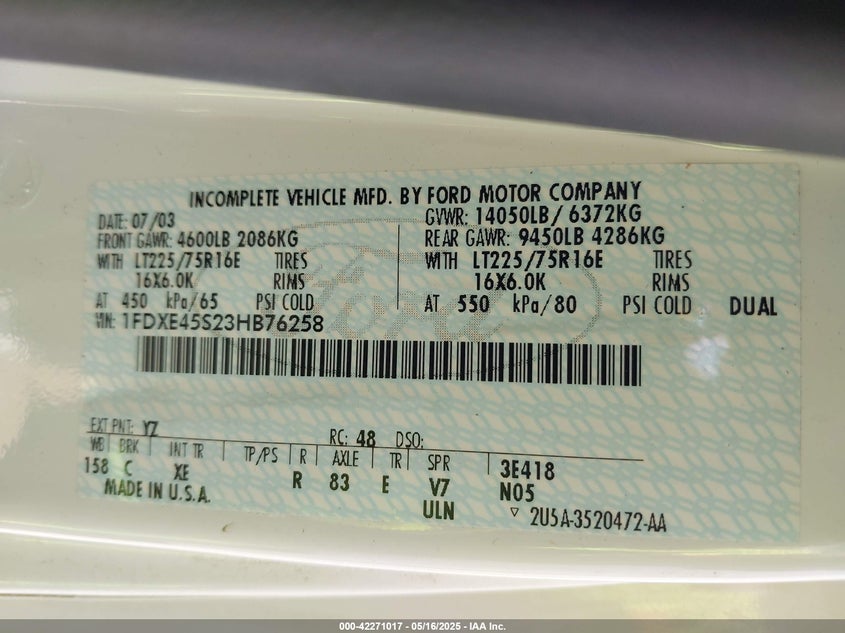 INCOMPLETE VEHICLE MFD. BY FORD MOTOR COMPANY
DATE: 07/03 GVWR: 14050LB/ 6372KG
FRONT GAWR: 4600LB 2086KG REAR GAWR: 9450LB 4286KG
WITH LT225/75R16E TIRES WITH LT225/75R16E TIRES
16X6.0K RIMS 16X6.0K RIMS
AT 450 kPa/65 PSI COLD AT 550 kPa/80 PSI COLD DUAL
VIN: 1FDXE45S23HB76258
Ford
EXT PNT: YZ RC: 48 DSO:
WB BRK INT TR TP/PS R AXLE TR SPR 3E418
158 C XE R 83 E V7 N05
MADE IN U.S.A. ULN ▽ 2U5A-3520472-AA
000-42271017 - 05/16/2025 - IAA Inc.